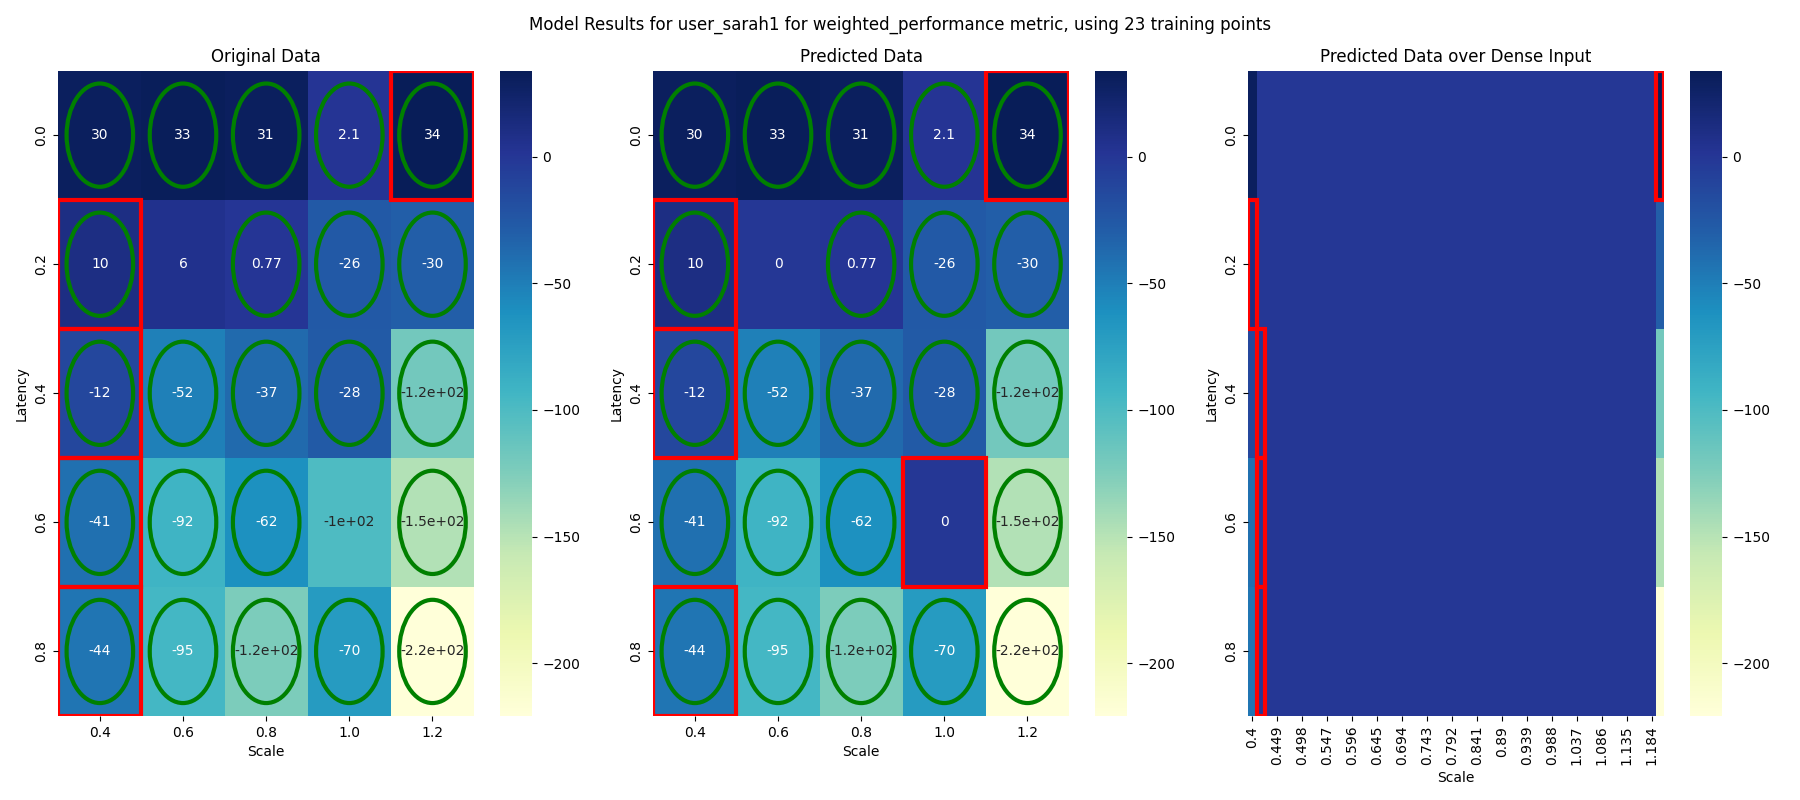 Model Results for user_sarah1 for weighted_performance metric, using 23 training points
Original Data
Latency
0.0 30 33 31 2.1 34
0.2 10 6 0.77 -26 -30
0.4 -12 -52 -37 -28 -1.2e+02
0.6 -41 -92 -62 -1e+02 -1.5e+02
0.8 -44 -95 -1.2e+02 -70 -2.2e+02
0.4 0.6 0.8 1.0 1.2
Scale
0
−50
−100
−150
−200
Predicted Data
Latency
0.0 30 33 31 2.1 34
0.2 10 0 0.77 -26 -30
0.4 -12 -52 -37 -28 -1.2e+02
0.6 -41 -92 -62 0 -1.5e+02
0.8 -44 -95 -1.2e+02 -70 -2.2e+02
0.4 0.6 0.8 1.0 1.2
Scale
0
−50
−100
−150
−200
Predicted Data over Dense Input
Latency
0.0
0.2
0.4
0.6
0.8
0.4 0.449 0.498 0.547 0.596 0.645 0.694 0.743 0.792 0.841 0.89 0.939 0.988 1.037 1.086 1.135 1.184
Scale
0
−50
−100
−150
−200